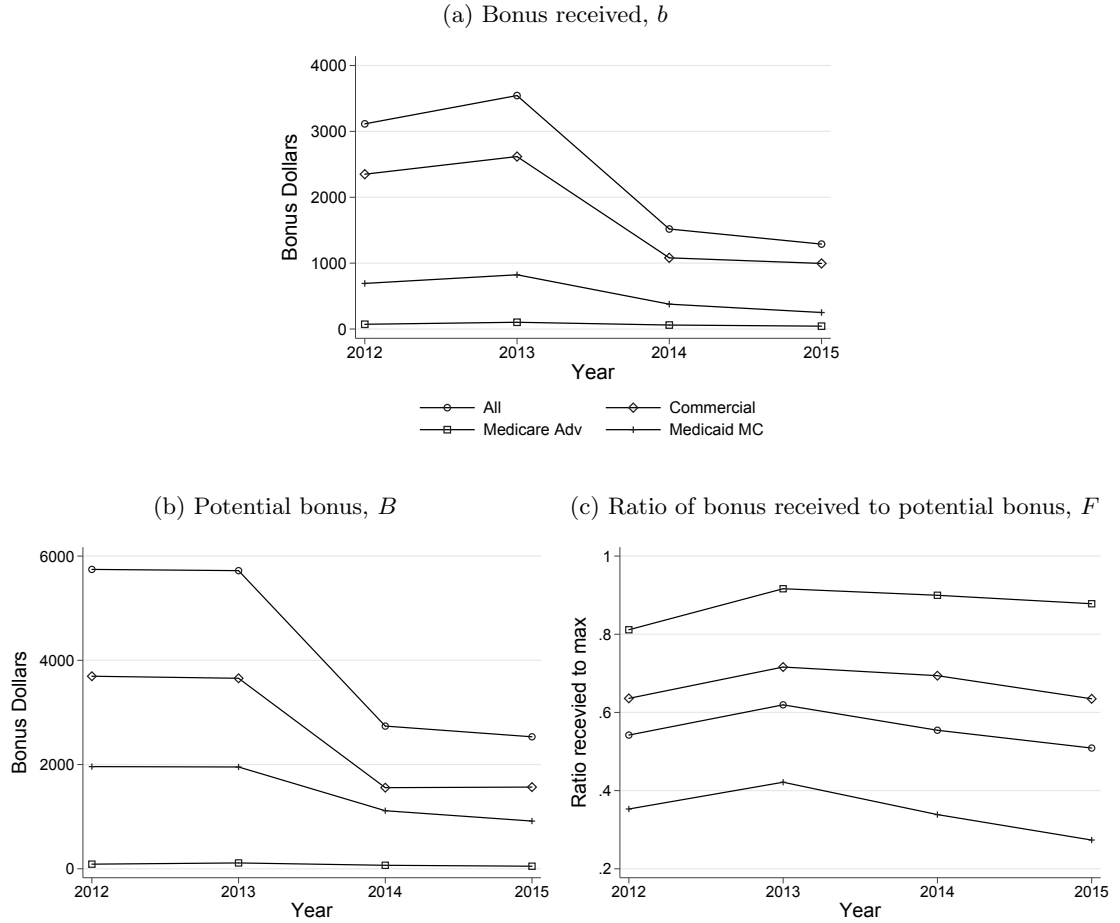 (a) Bonus received, b
4000
3000
2000
1000
0
Bonus Dollars
2012 2013 2014 2015
Year
All Commercial
Medicare Adv Medicaid MC
(b) Potential bonus, B
6000
4000
2000
0
Bonus Dollars
2012 2013 2014 2015
Year
(c) Ratio of bonus received to potential bonus, F
1
.8
.6
.4
.2
Ratio recevied to max
2012 2013 2014 2015
Year